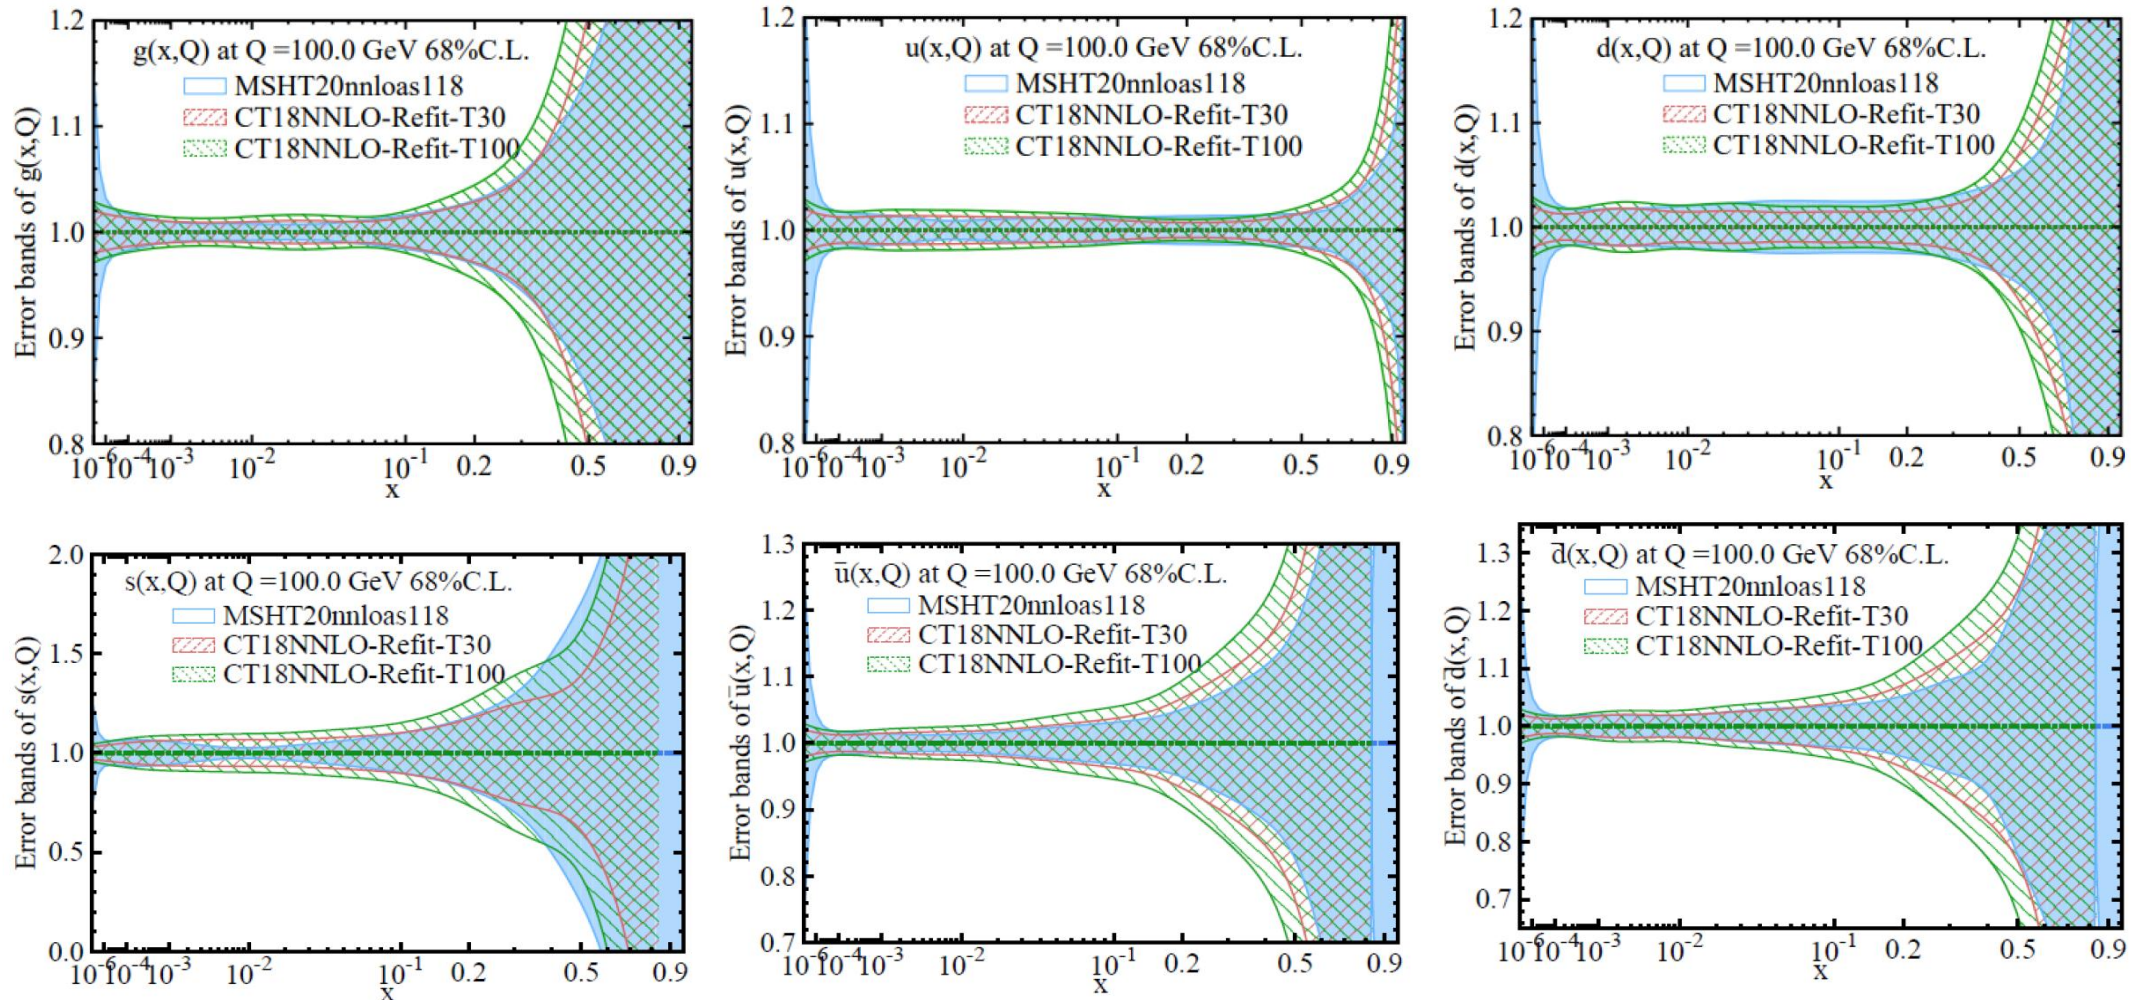 g(x,Q) at Q =100.0 GeV 68%C.L.
MSHT20nnloas118
CT18NNLO-Refit-T30
CT18NNLO-Refit-T100
Error bands of g(x,Q)
1.2
1.1
1.0
0.9
0.8
10^-6 10^-4 10^-3 10^-2 10^-1 0.2 0.5 0.9
x
u(x,Q) at Q =100.0 GeV 68%C.L.
MSHT20nnloas118
CT18NNLO-Refit-T30
CT18NNLO-Refit-T100
Error bands of u(x,Q)
1.2
1.1
1.0
0.9
0.8
10^-6 10^-4 10^-3 10^-2 10^-1 0.2 0.5 0.9
x
d(x,Q) at Q =100.0 GeV 68%C.L.
MSHT20nnloas118
CT18NNLO-Refit-T30
CT18NNLO-Refit-T100
Error bands of d(x,Q)
1.2
1.1
1.0
0.9
0.8
10^-6 10^-4 10^-3 10^-2 10^-1 0.2 0.5 0.9
x
s(x,Q) at Q =100.0 GeV 68%C.L.
MSHT20nnloas118
CT18NNLO-Refit-T30
CT18NNLO-Refit-T100
Error bands of s(x,Q)
2.0
1.5
1.0
0.5
0.0
10^-6 10^-4 10^-3 10^-2 10^-1 0.2 0.5 0.9
x
ū(x,Q) at Q =100.0 GeV 68%C.L.
MSHT20nnloas118
CT18NNLO-Refit-T30
CT18NNLO-Refit-T100
Error bands of ū(x,Q)
1.3
1.2
1.1
1.0
0.9
0.8
0.7
10^-6 10^-4 10^-3 10^-2 10^-1 0.2 0.5 0.9
x
d̄(x,Q) at Q =100.0 GeV 68%C.L.
MSHT20nnloas118
CT18NNLO-Refit-T30
CT18NNLO-Refit-T100
Error bands of d̄(x,Q)
1.3
1.2
1.1
1.0
0.9
0.8
0.7
10^-6 10^-4 10^-3 10^-2 10^-1 0.2 0.5 0.9
x